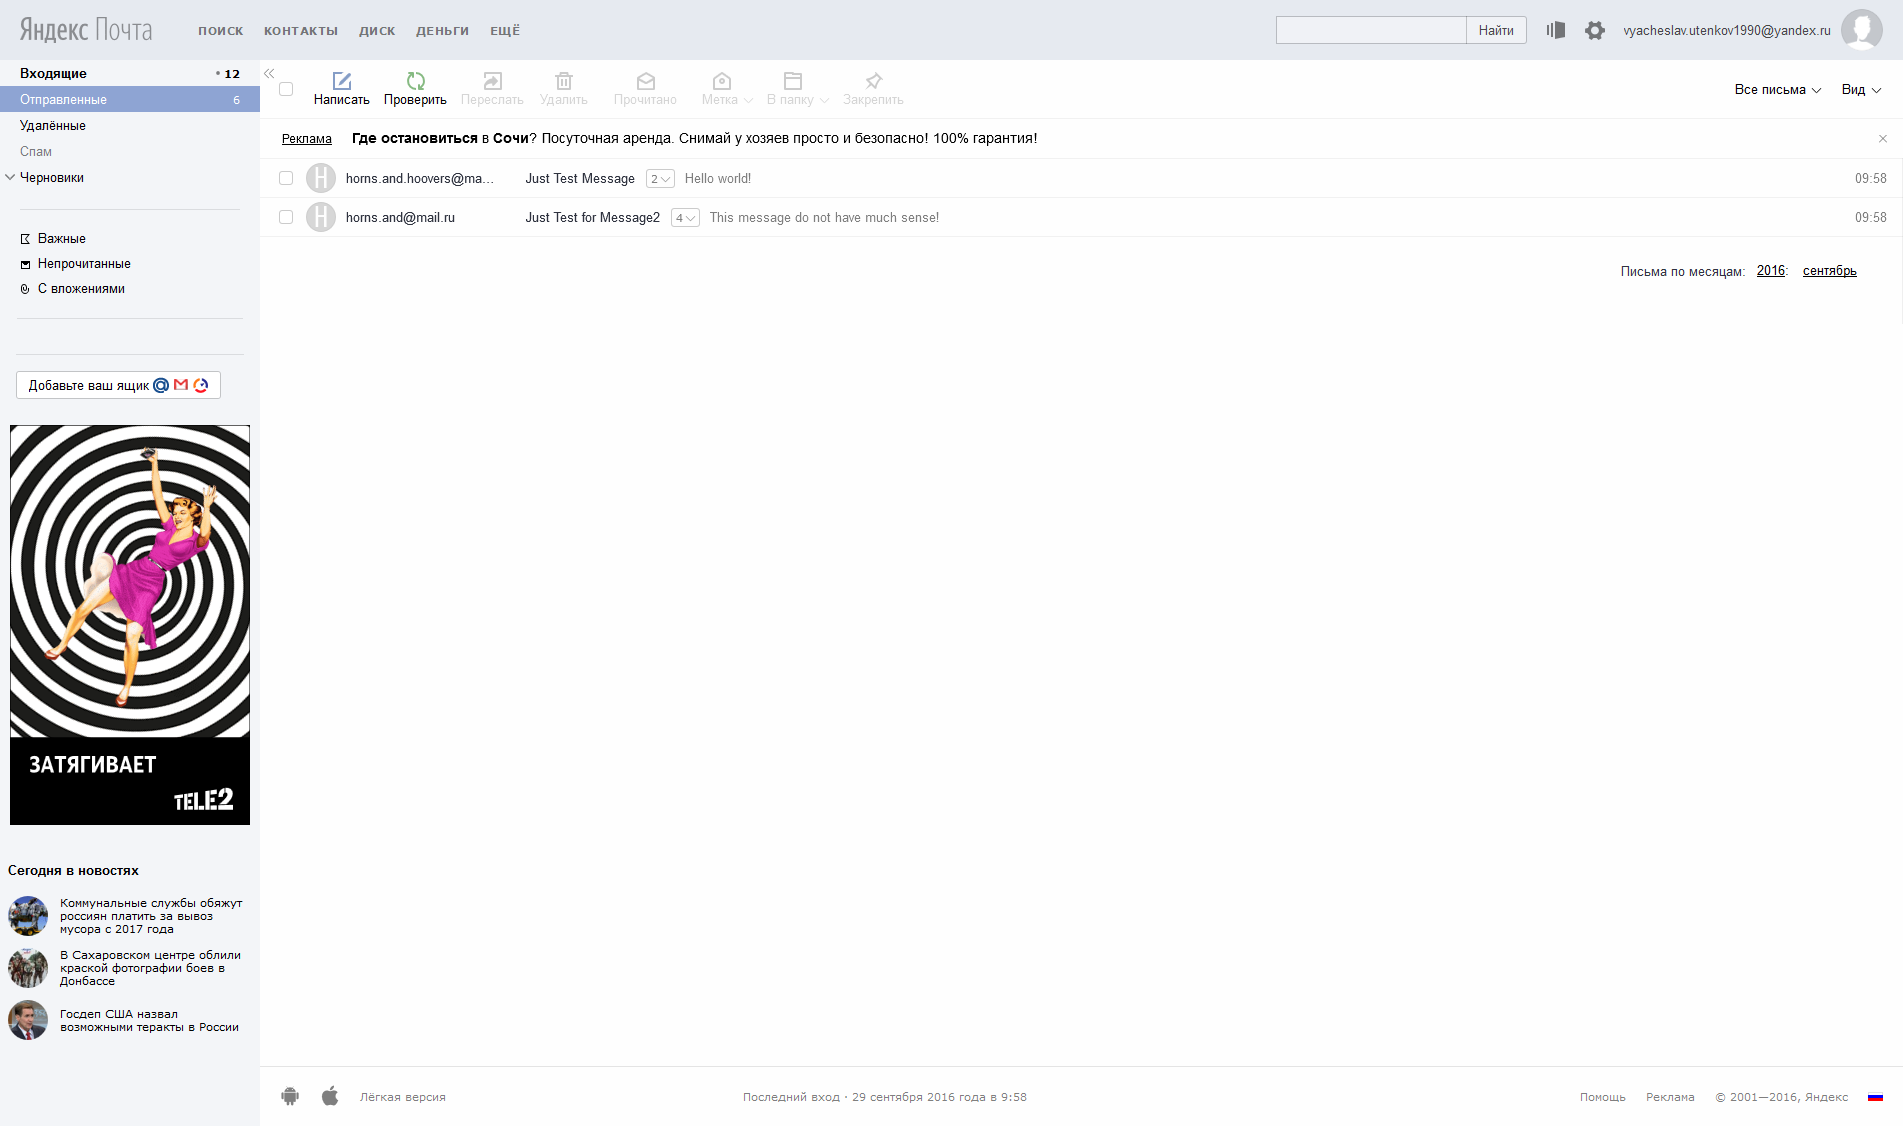 Яндекс Почта
ПОИСК КОНТАКТЫ ДИСК ДЕНЬГИ ЕЩЁ
Найти
vyacheslav.utenkov1990@yandex.ru
Входящие • 12
Отправленные 6
Удалённые
Спам
Черновики
Важные
Непрочитанные
С вложениями
Добавьте ваш ящик
ЗАТЯГИВАЕТ
TELE2
Сегодня в новостях
Коммунальные службы обяжут
россиян платить за вывоз
мусора с 2017 года
В Сахаровском центре облили
краской фотографии боев в
Донбассе
Госдеп США назвал
возможными теракты в России
Написать Проверить Переслать Удалить Прочитано Метка В папку Закрепить
Все письма Вид
Реклама Где остановиться в Сочи? Посуточная аренда. Снимай у хозяев просто и безопасно! 100% гарантия!
H horns.and.hoovers@ma... Just Test Message 2 Hello world! 09:58
H horns.and@mail.ru Just Test for Message2 4 This message do not have much sense! 09:58
Письма по месяцам: 2016: сентябрь
Лёгкая версия
Последний вход · 29 сентября 2016 года в 9:58
Помощь Реклама © 2001—2016, Яндекс